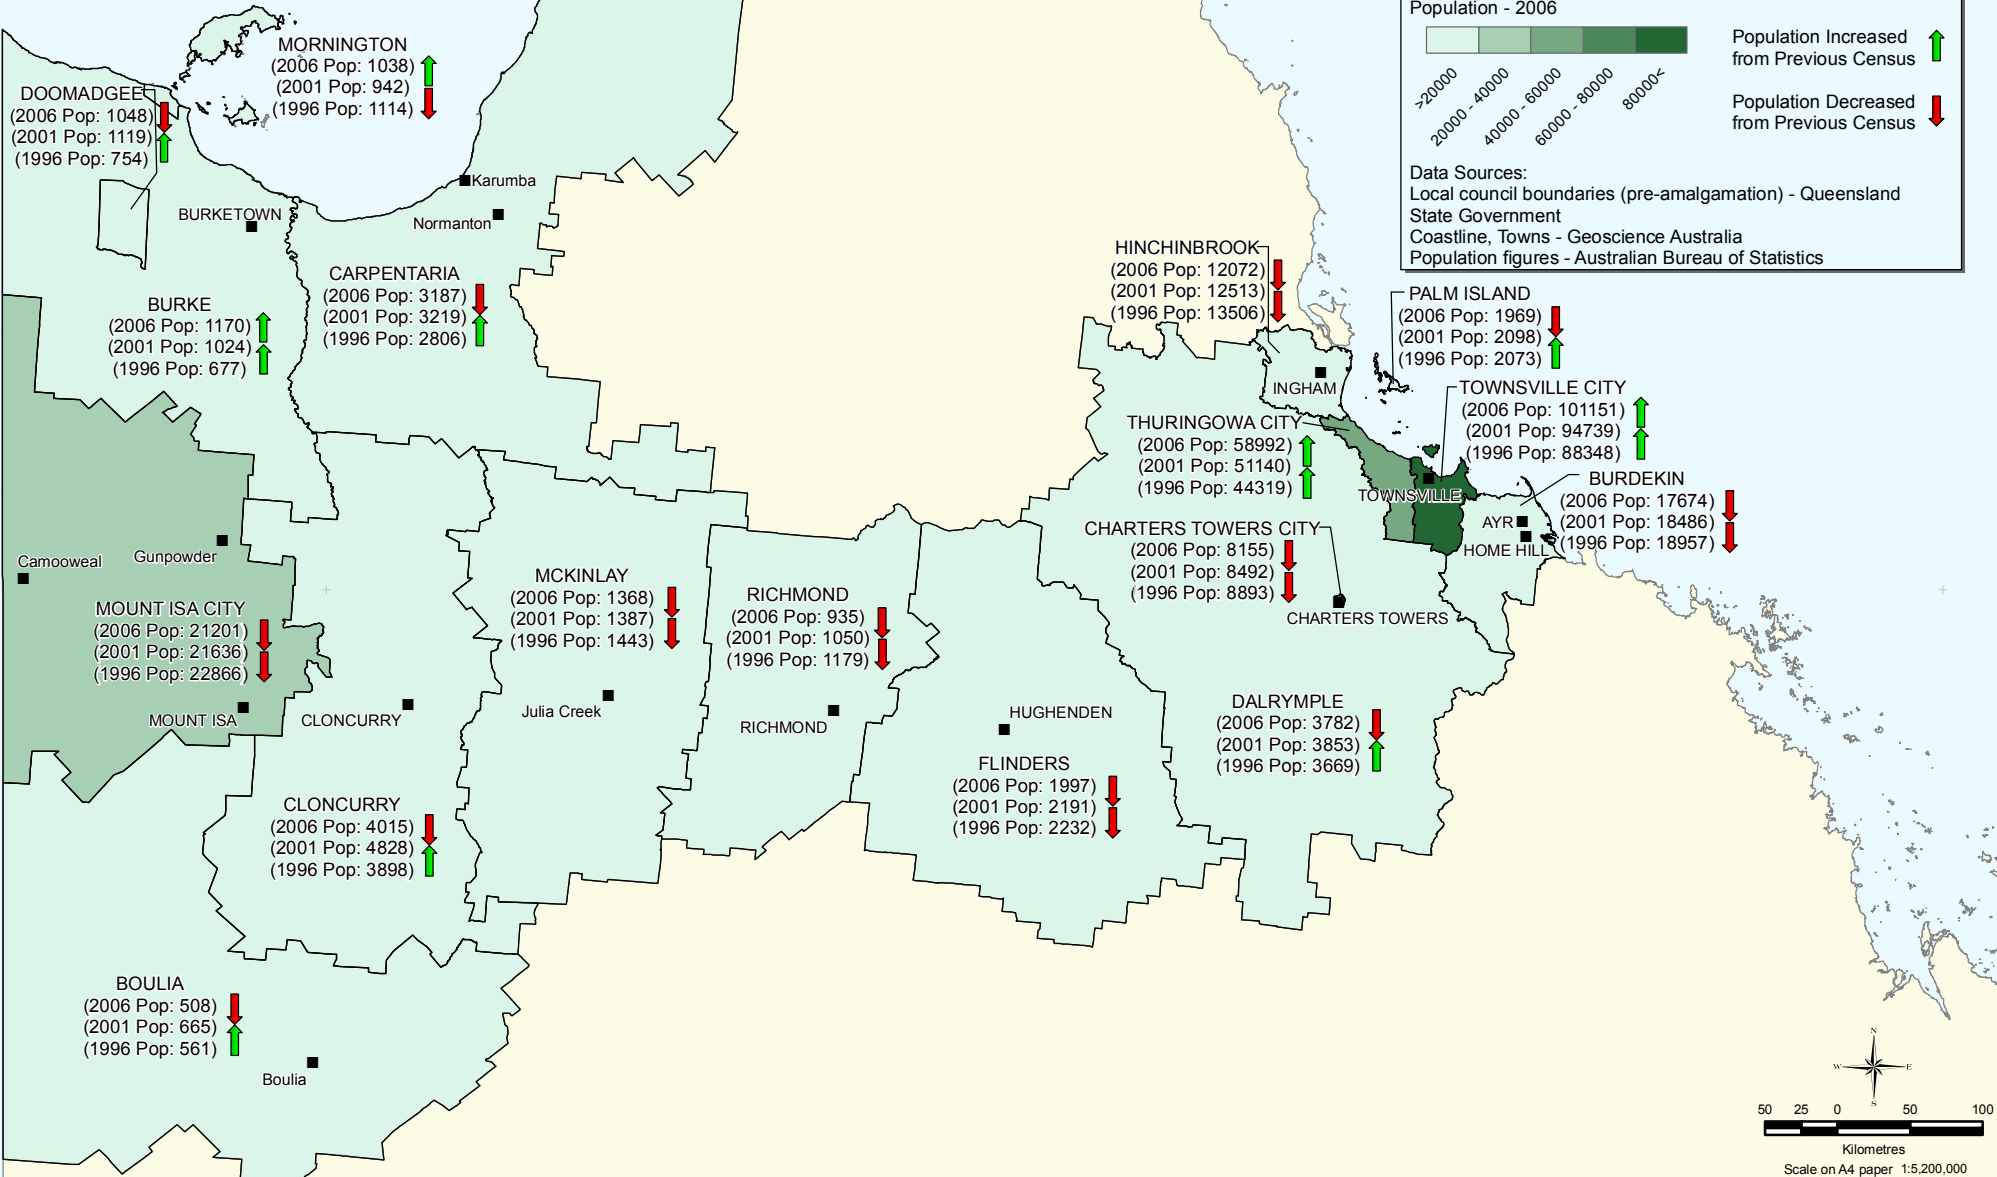 Population - 2006
>20000
20000 - 40000
40000 - 60000
60000 - 80000
80000<
Population Increased
from Previous Census
Population Decreased
from Previous Census
Data Sources:
Local council boundaries (pre-amalgamation) - Queensland
State Government
Coastline, Towns - Geoscience Australia
Population figures - Australian Bureau of Statistics
MORNINGTON
(2006 Pop: 1038)
(2001 Pop: 942)
(1996 Pop: 1114)
DOOMADGEE
(2006 Pop: 1048)
(2001 Pop: 1119)
(1996 Pop: 754)
Karumba
Normanton
BURKETOWN
CARPENTARIA
(2006 Pop: 3187)
(2001 Pop: 3219)
(1996 Pop: 2806)
BURKE
(2006 Pop: 1170)
(2001 Pop: 1024)
(1996 Pop: 677)
HINCHINBROOK
(2006 Pop: 12072)
(2001 Pop: 12513)
(1996 Pop: 13506)
PALM ISLAND
(2006 Pop: 1969)
(2001 Pop: 2098)
(1996 Pop: 2073)
INGHAM
TOWNSVILLE CITY
(2006 Pop: 101151)
(2001 Pop: 94739)
(1996 Pop: 88348)
THURINGOWA CITY
(2006 Pop: 58992)
(2001 Pop: 51140)
(1996 Pop: 44319)
TOWNSVILLE
BURDEKIN
(2006 Pop: 17674)
(2001 Pop: 18486)
(1996 Pop: 18957)
AYR
HOME HILL
CHARTERS TOWERS CITY
(2006 Pop: 8155)
(2001 Pop: 8492)
(1996 Pop: 8893)
CHARTERS TOWERS
Camooweal
Gunpowder
MOUNT ISA CITY
(2006 Pop: 21201)
(2001 Pop: 21636)
(1996 Pop: 22866)
MOUNT ISA
CLONCURRY
MCKINLAY
(2006 Pop: 1368)
(2001 Pop: 1387)
(1996 Pop: 1443)
Julia Creek
RICHMOND
(2006 Pop: 935)
(2001 Pop: 1050)
(1996 Pop: 1179)
RICHMOND
HUGHENDEN
FLINDERS
(2006 Pop: 1997)
(2001 Pop: 2191)
(1996 Pop: 2232)
DALRYMPLE
(2006 Pop: 3782)
(2001 Pop: 3853)
(1996 Pop: 3669)
CLONCURRY
(2006 Pop: 4015)
(2001 Pop: 4828)
(1996 Pop: 3898)
BOULIA
(2006 Pop: 508)
(2001 Pop: 665)
(1996 Pop: 561)
Boulia
N
W E
S
50 25 0 50 100
Kilometres
Scale on A4 paper 1:5,200,000